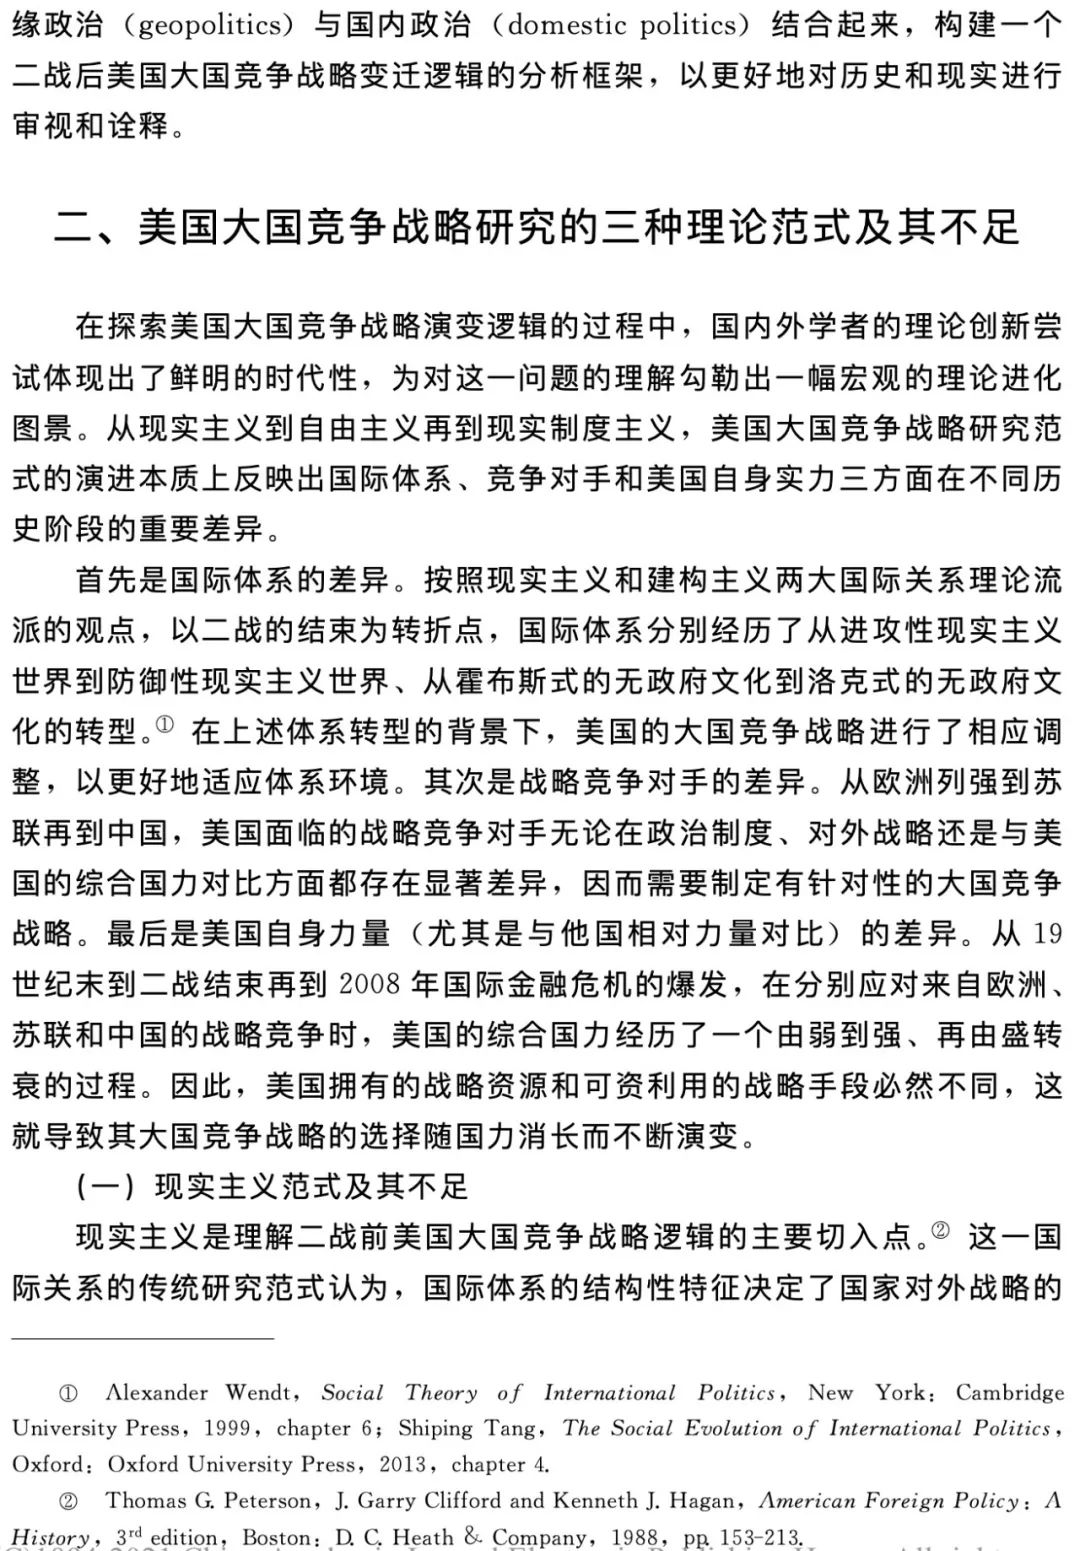 缘政治（geopolitics）与国内政治（domestic politics）结合起来，构建一个
二战后美国大国竞争战略变迁逻辑的分析框架，以更好地对历史和现实进行
审视和诠释。
二、美国大国竞争战略研究的三种理论范式及其不足
在探索美国大国竞争战略演变逻辑的过程中，国内外学者的理论创新尝
试体现出了鲜明的时代性，为对这一问题的理解勾勒出一幅宏观的理论进化
图景。从现实主义到自由主义再到现实制度主义，美国大国竞争战略研究范
式的演进本质上反映出国际体系、竞争对手和美国自身实力三方面在不同历
史阶段的重要差异。
首先是国际体系的差异。按照现实主义和建构主义两大国际关系理论流
派的观点，以二战的结束为转折点，国际体系分别经历了从进攻性现实主义
世界到防御性现实主义世界、从霍布斯式的无政府文化到洛克式的无政府文
化的转型。① 在上述体系转型的背景下，美国的大国竞争战略进行了相应调
整，以更好地适应体系环境。其次是战略竞争对手的差异。从欧洲列强到苏
联再到中国，美国面临的战略竞争对手无论在政治制度、对外战略还是与美
国的综合国力对比方面都存在显著差异，因而需要制定有针对性的大国竞争
战略。最后是美国自身力量（尤其是与他国相对力量对比）的差异。从 19
世纪末到二战结束再到 2008 年国际金融危机的爆发，在分别应对来自欧洲、
苏联和中国的战略竞争时，美国的综合国力经历了一个由弱到强、再由盛转
衰的过程。因此，美国拥有的战略资源和可资利用的战略手段必然不同，这
就导致其大国竞争战略的选择随国力消长而不断演变。
（一）现实主义范式及其不足
现实主义是理解二战前美国大国竞争战略逻辑的主要切入点。② 这一国
际关系的传统研究范式认为，国际体系的结构性特征决定了国家对外战略的
① Alexander Wendt, Social Theory of International Politics, New York: Cambridge
University Press, 1999, chapter 6; Shiping Tang, The Social Evolution of International Politics,
Oxford: Oxford University Press, 2013, chapter 4.
② Thomas G. Peterson, J. Garry Clifford and Kenneth J. Hagan, American Foreign Policy: A
History, 3rd edition, Boston: D. C. Heath & Company, 1988, pp. 153-213.